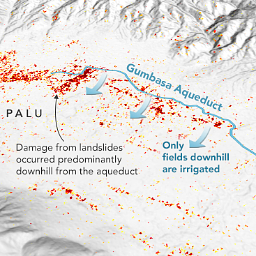 Gumbasa Aqueduct
PALU
Damage from landslides
occurred predominantly
downhill from the aqueduct
Only
fields downhill
are irrigated